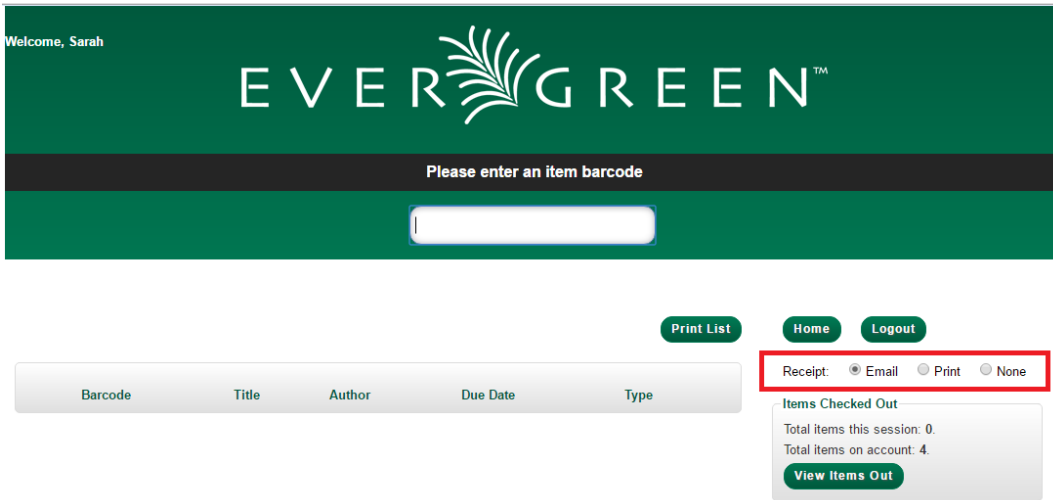 Welcome, Sarah
EVERGREEN™
Please enter an item barcode
Print List Home Logout
Receipt: Email Print None
Barcode Title Author Due Date Type
Items Checked Out
Total items this session: 0.
Total items on account: 4.
View Items Out